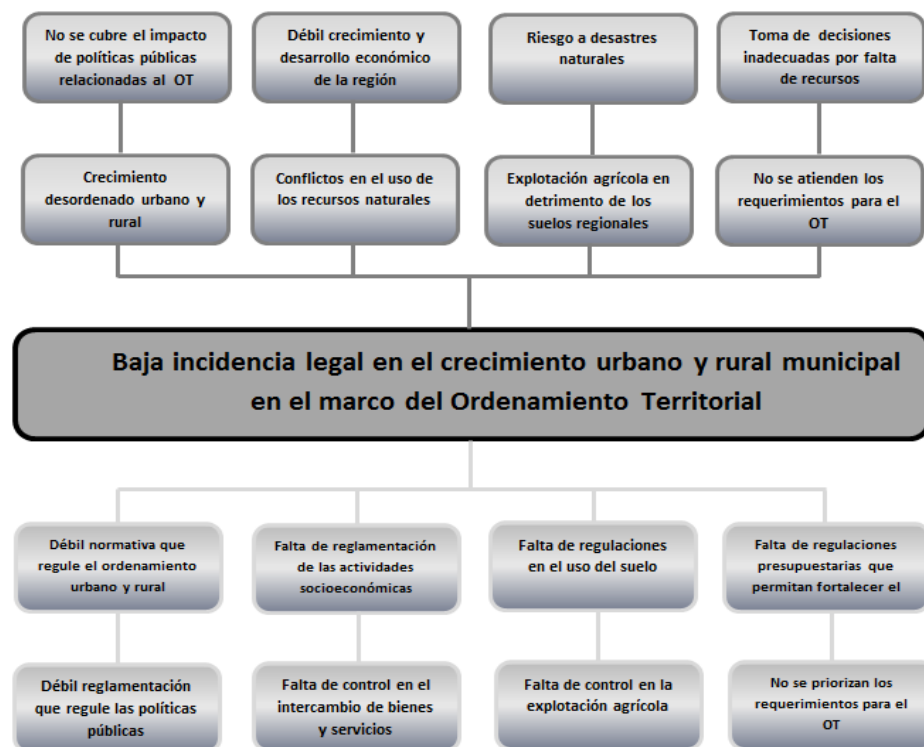 No se cubre el impacto
de políticas públicas
relacionadas al OT
Débil crecimiento y
desarrollo económico
de la región
Riesgo a desastres
naturales
Toma de decisiones
inadecuadas por falta
de recursos
Crecimiento
desordenado urbano y
rural
Conflictos en el uso de
los recursos naturales
Explotación agrícola en
detrimento de los
suelos regionales
No se atienden los
requerimientos para el
OT
Baja incidencia legal en el crecimiento urbano y rural municipal
en el marco del Ordenamiento Territorial
Débil normativa que
regule el ordenamiento
urbano y rural
Falta de reglamentación
de las actividades
socioeconómicas
Falta de regulaciones
en el uso del suelo
Falta de regulaciones
presupuestarias que
permitan fortalecer el
Débil reglamentación
que regule las políticas
públicas
Falta de control en el
intercambio de bienes
y servicios
Falta de control en la
explotación agrícola
No se priorizan los
requerimientos para el
OT